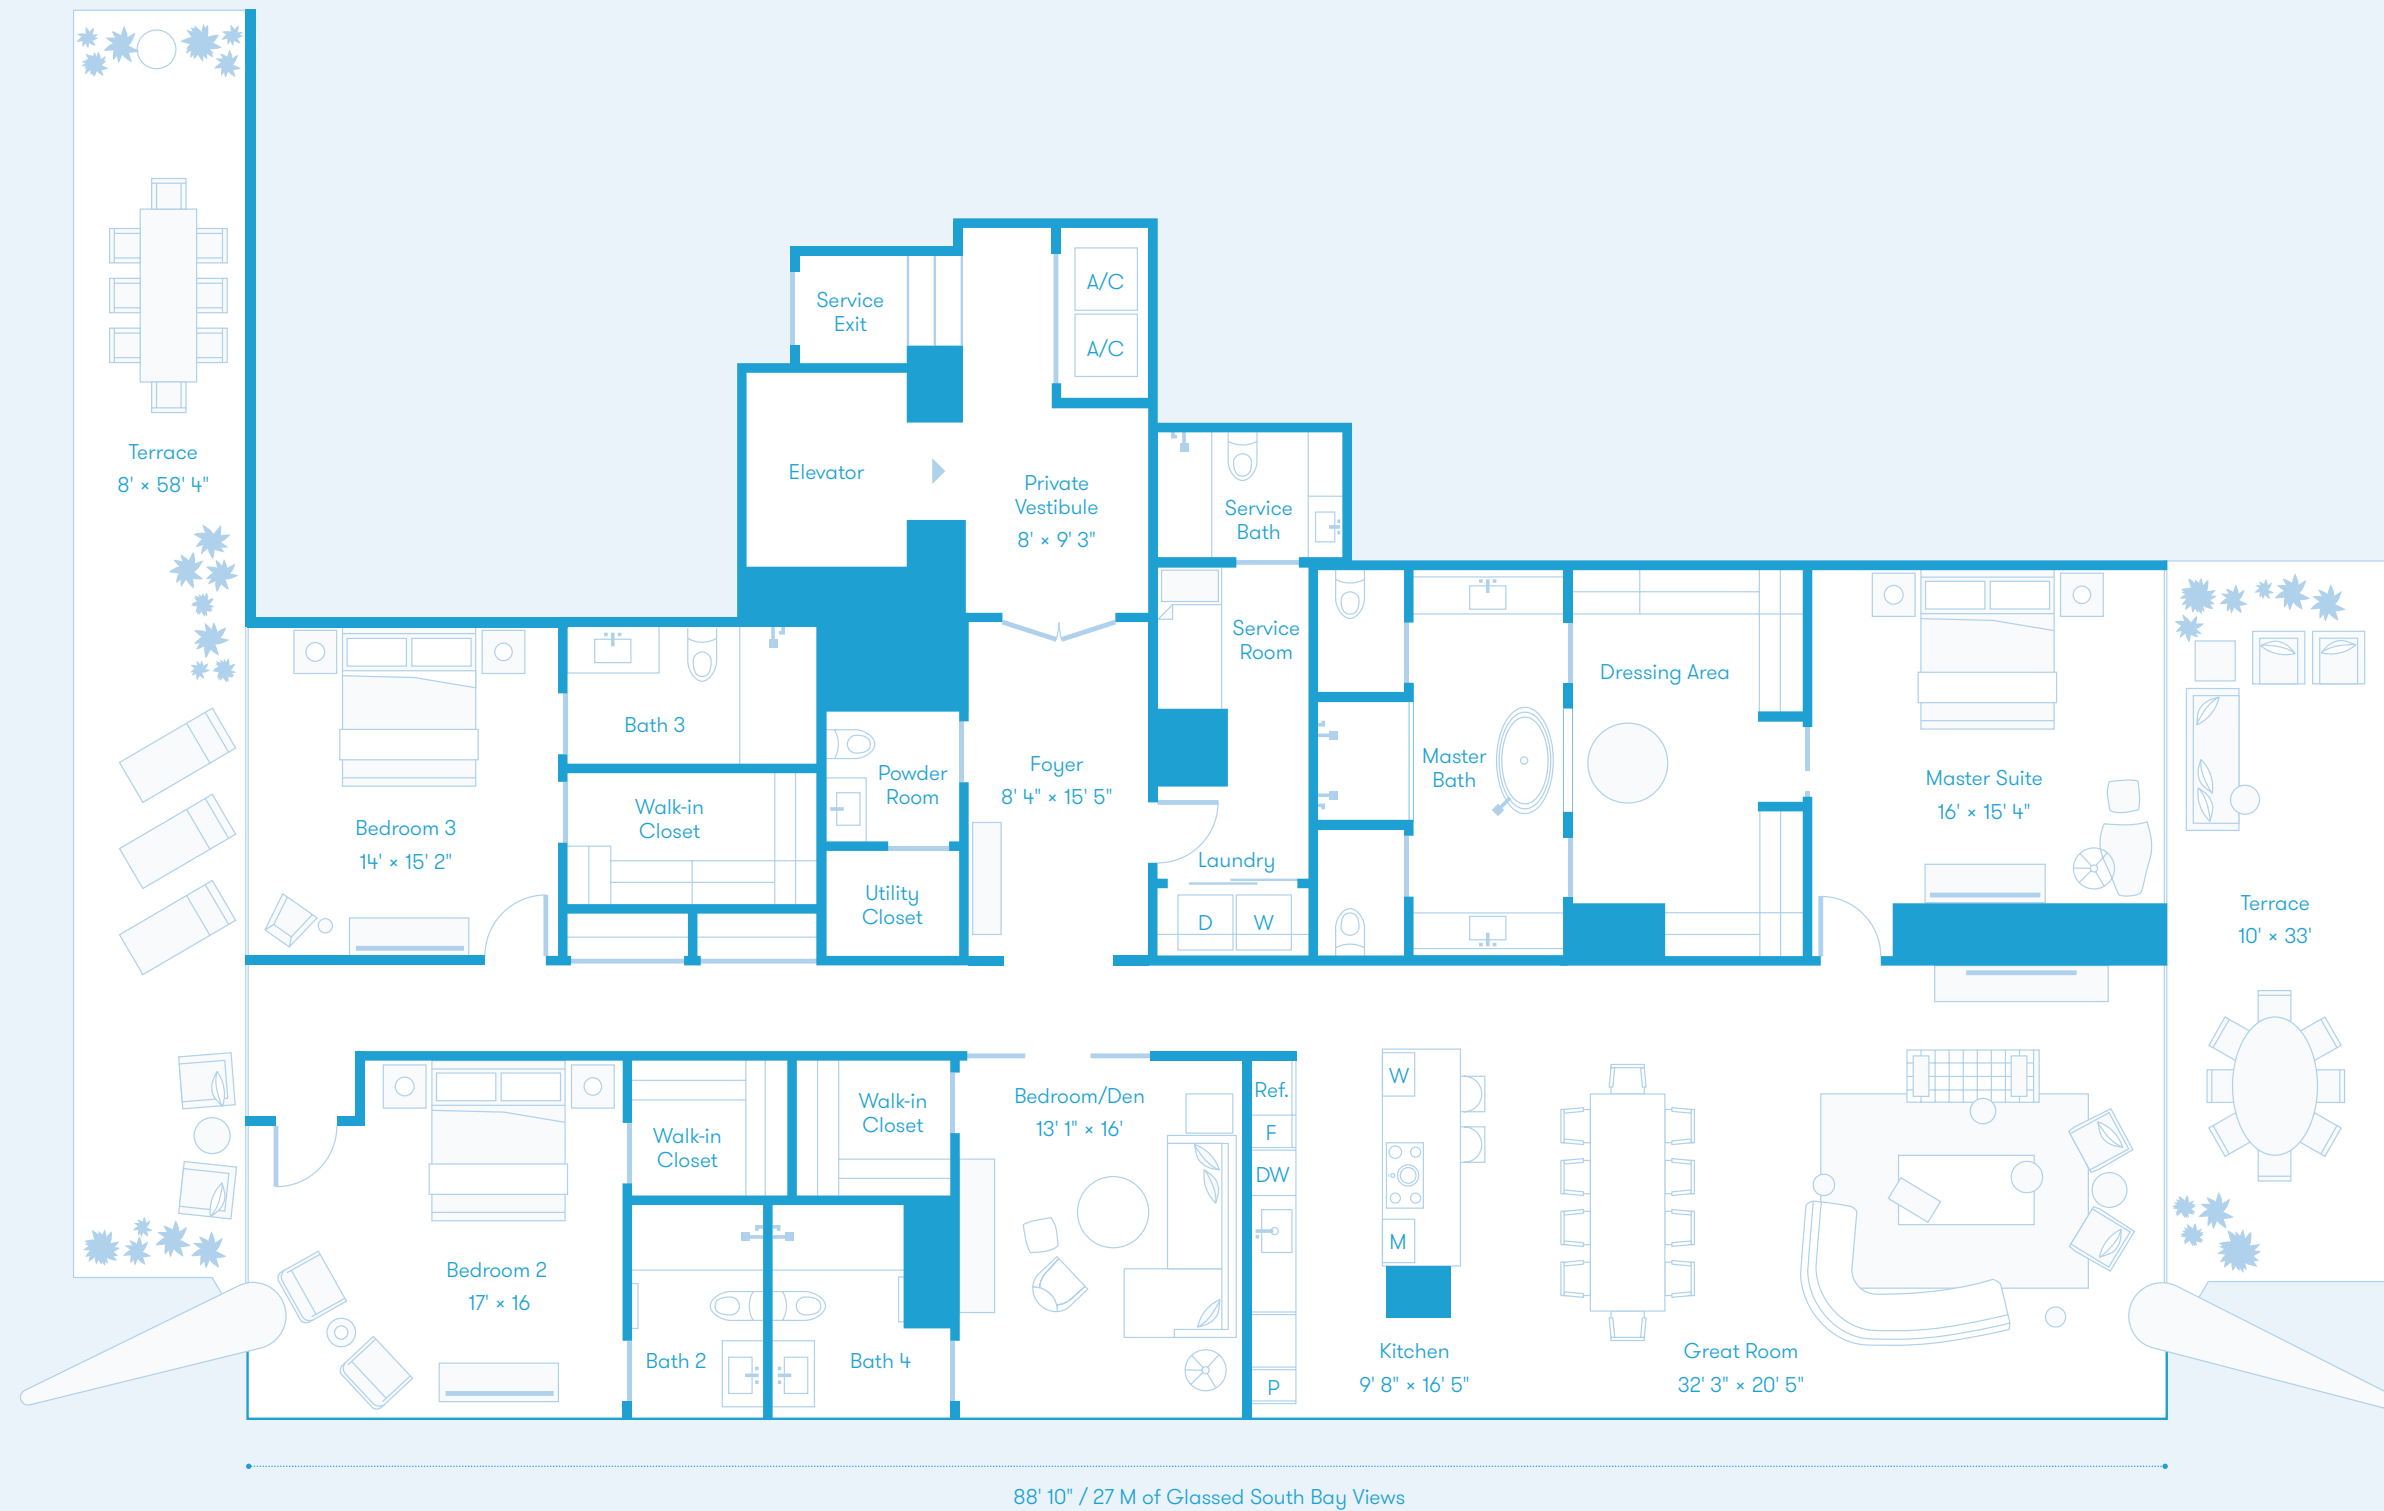 A/C
Service
Exit
A/C
Terrace
8' × 58' 4"
Elevator
Private
Vestibule
8' × 9' 3"
Service
Bath
Service
Room
Dressing Area
Bath 3
Powder
Room
Foyer
8' 4" × 15' 5"
Master
Bath
Master Suite
16' × 15' 4"
Walk-in
Closet
Bedroom 3
14' × 15' 2"
Laundry
Utility
Closet
D
W
Terrace
10' × 33'
Walk-in
Closet
Walk-in
Closet
Bedroom/Den
13' 1" × 16'
Ref.
F
DW
W
M
Bedroom 2
17' × 16
Bath 2
Bath 4
P
Kitchen
9' 8" × 16' 5"
Great Room
32' 3" × 20' 5"
88' 10" / 27 M of Glassed South Bay Views